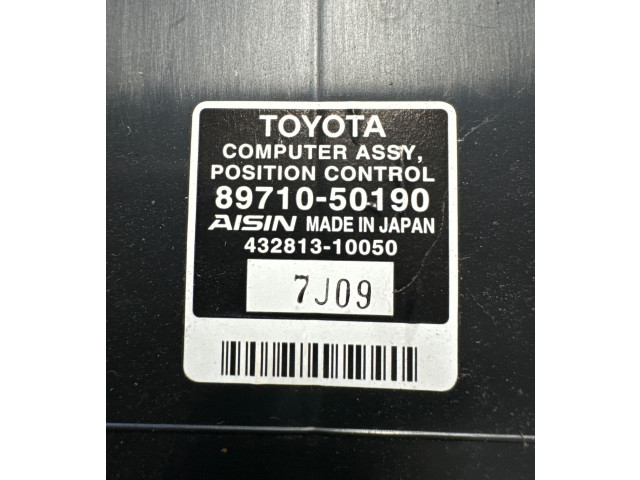 TOYOTA
COMPUTER ASSY,
POSITION CONTROL
89710-50190
AISIN MADE IN JAPAN
432813-10050
7J09